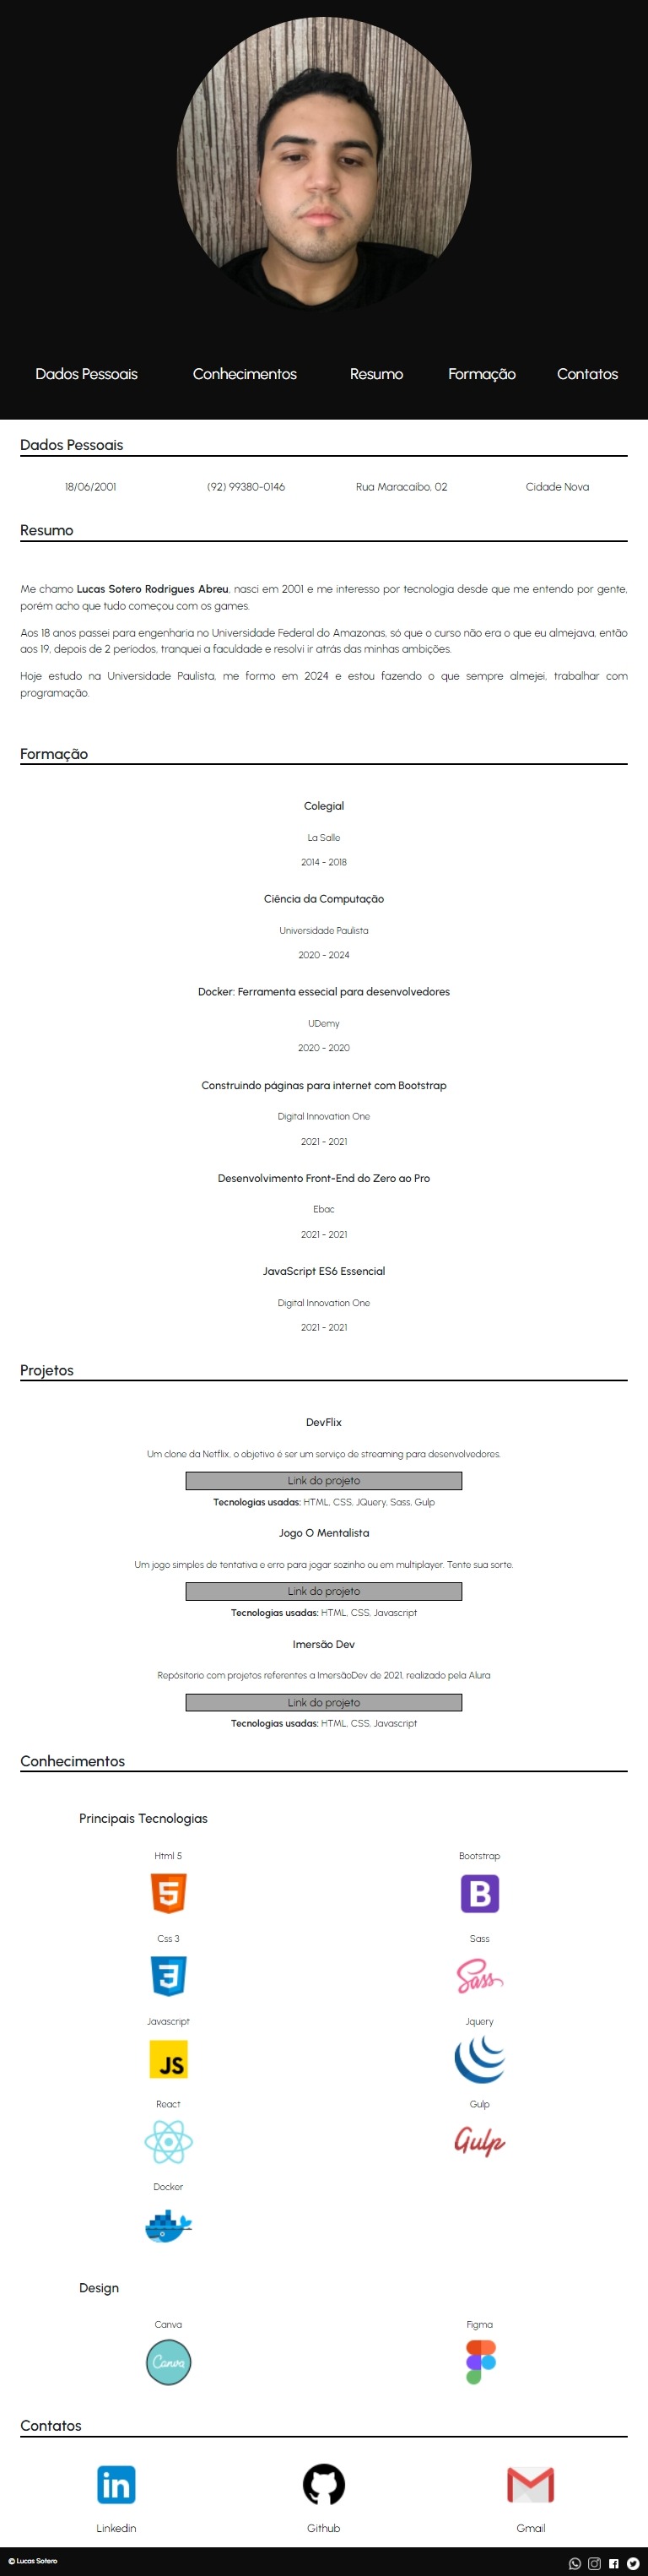 Dados Pessoais Conhecimentos Resumo Formação Contatos
Dados Pessoais
18/06/2001 (92) 99380-0146 Rua Maracaibo, 02 Cidade Nova
Resumo
Me chamo Lucas Sotero Rodrigues Abreu, nasci em 2001 e me interesso por tecnologia desde que me entendo por gente,
porém acho que tudo começou com os games.
Aos 18 anos passei para engenharia no Universidade Federal do Amazonas, só que o curso não era o que eu almejava, então
aos 19, depois de 2 períodos, tranquei a faculdade e resolvi ir atrás das minhas ambições.
Hoje estudo na Universidade Paulista, me formo em 2024 e estou fazendo o que sempre almejei, trabalhar com
programação.
Formação
Colegial
La Salle
2014 - 2018
Ciência da Computação
Universidade Paulista
2020 - 2024
Docker: Ferramenta essecial para desenvolvedores
UDemy
2020 - 2020
Construindo páginas para internet com Bootstrap
Digital Innovation One
2021 - 2021
Desenvolvimento Front-End do Zero ao Pro
Ebac
2021 - 2021
JavaScript ES6 Essencial
Digital Innovation One
2021 - 2021
Projetos
DevFlix
Um clone da Netflix, o objetivo é ser um serviço de streaming para desenvolvedores.
Link do projeto
Tecnologias usadas: HTML, CSS, JQuery, Sass, Gulp
Jogo O Mentalista
Um jogo simples de tentativa e erro para jogar sozinho ou em multiplayer. Tente sua sorte.
Link do projeto
Tecnologias usadas: HTML, CSS, Javascript
Imersão Dev
Repósitorio com projetos referentes a ImersãoDev de 2021, realizado pela Alura
Link do projeto
Tecnologias usadas: HTML, CSS, Javascript
Conhecimentos
Principais Tecnologias
Html 5 Bootstrap
5 B
Css 3 Sass
3 Sass
Javascript Jquery
JS
React Gulp
Gulp
Docker
Design
Canva Figma
Canva
Contatos
in
Linkedin Github Gmail
© Lucas Sotero